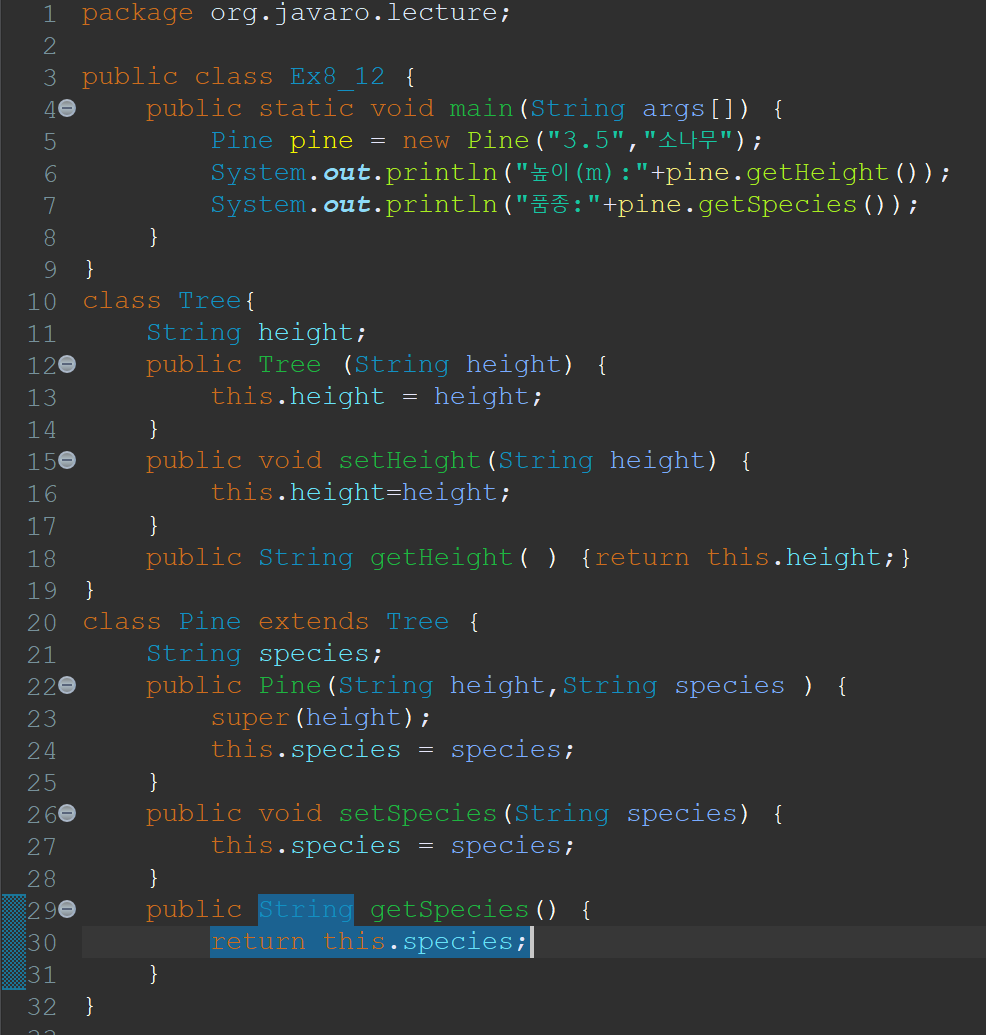 1 package org.javaro.lecture;
2
3 public class Ex8_12 {
4     public static void main(String args[]) {
5         Pine pine = new Pine("3.5","소나무");
6         System.out.println("높이(m):"+pine.getHeight());
7         System.out.println("품종:"+pine.getSpecies());
8     }
9 }
10 class Tree{
11     String height;
12     public Tree (String height) {
13         this.height = height;
14     }
15     public void setHeight(String height) {
16         this.height=height;
17     }
18     public String getHeight( ) {return this.height;}
19 }
20 class Pine extends Tree {
21     String species;
22     public Pine(String height,String species ) {
23         super(height);
24         this.species = species;
25     }
26     public void setSpecies(String species) {
27         this.species = species;
28     }
29     public String getSpecies() {
30         return this.species;
31     }
32 }